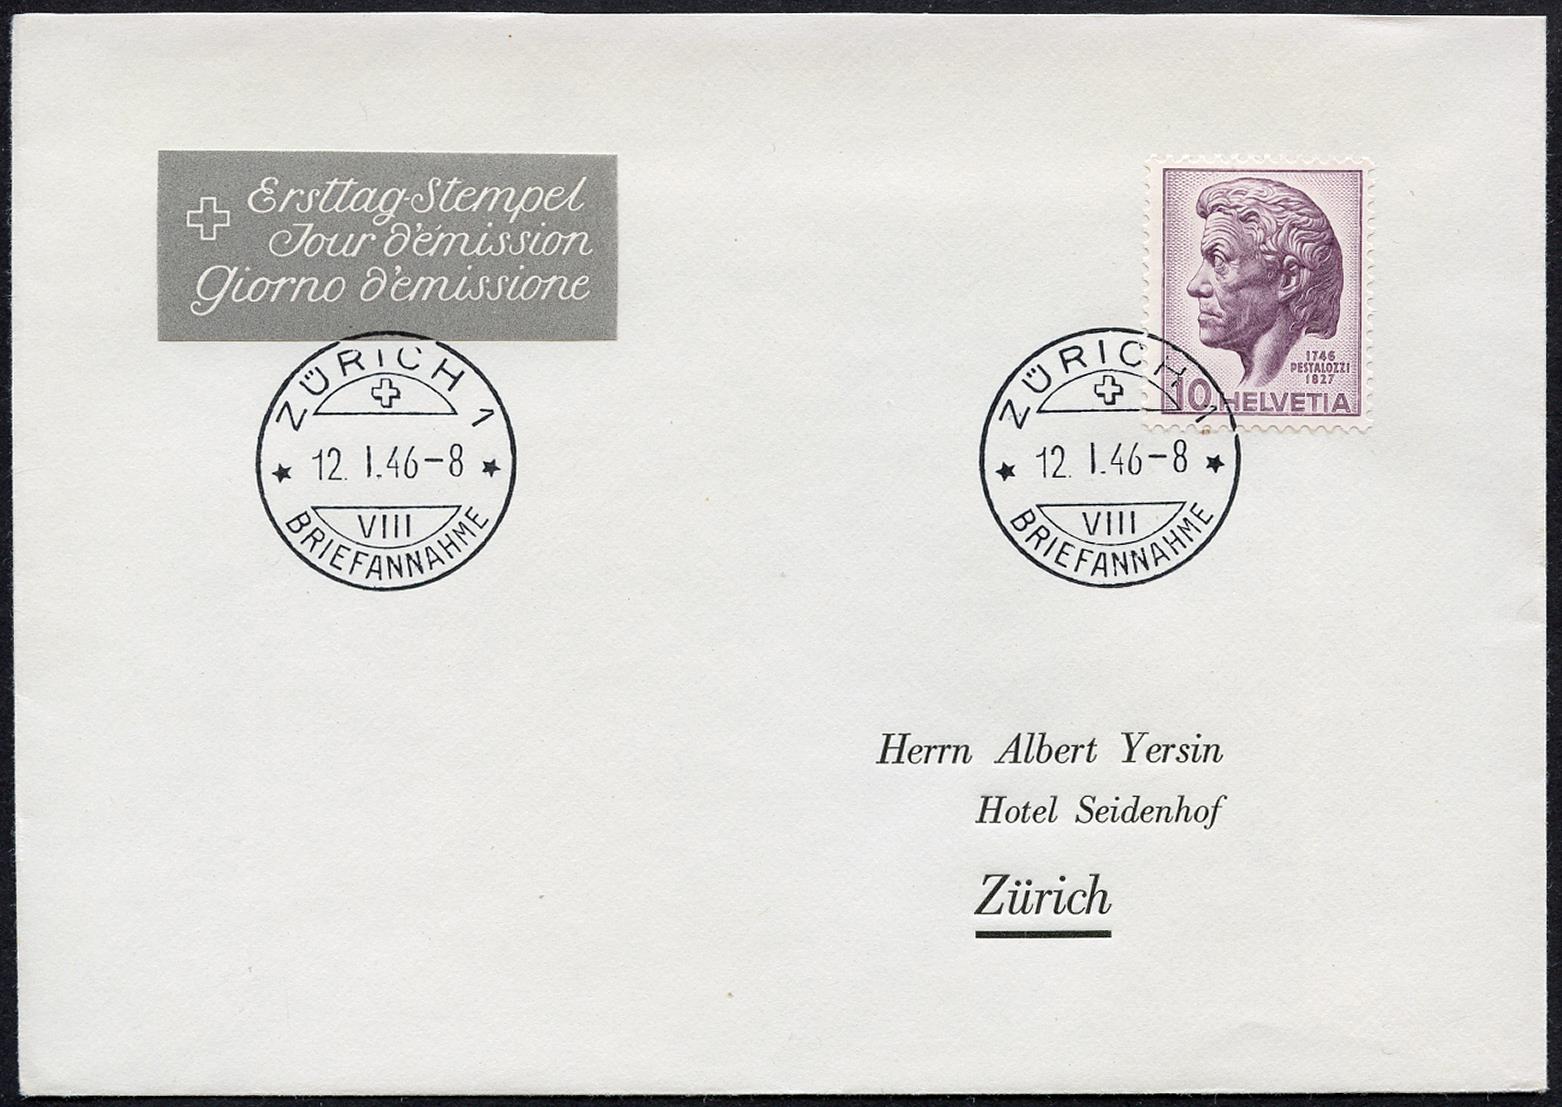 Ersttag-Stempel
Jour d'émission
Giorno d'emissione
ZÜRICH 1
12. I. 46–8
VIII
BRIEFANNAHME
1746
PESTALOZZI
1827
10 HELVETIA
ZÜRICH 1
12. I. 46–8
VIII
BRIEFANNAHME
Herrn Albert Yersin
Hotel Seidenhof
Zürich